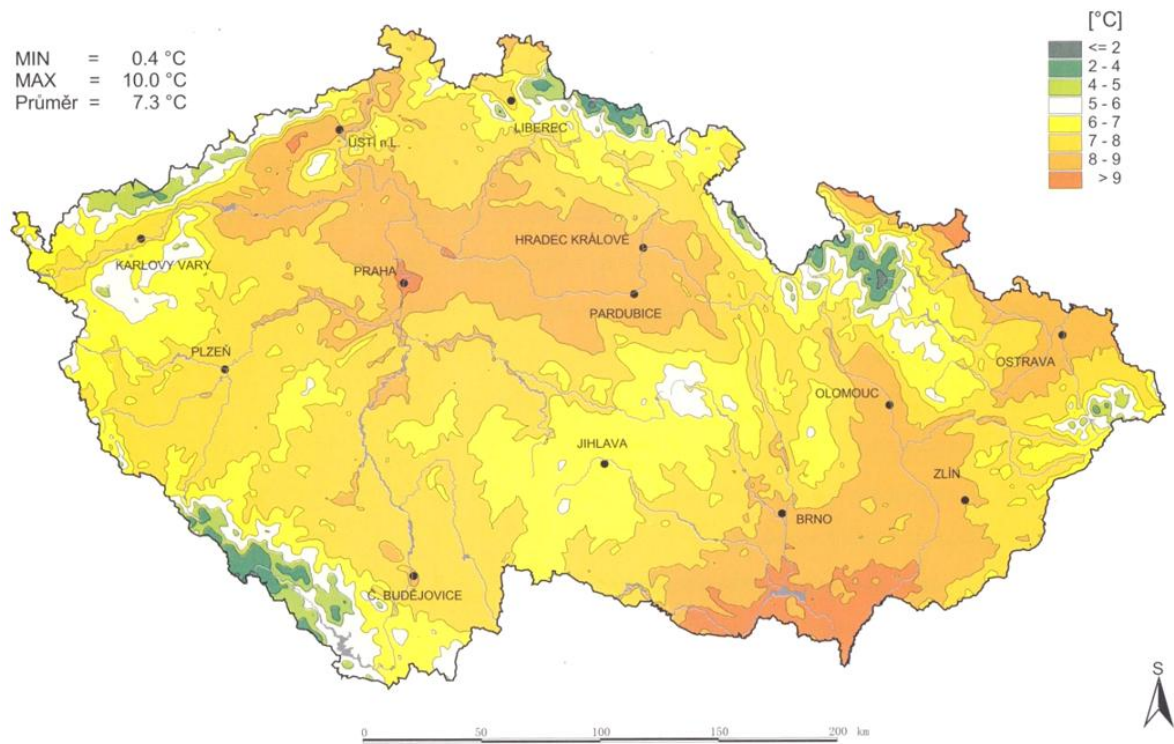 MIN = 0.4 °C
MAX = 10.0 °C
Průměr = 7.3 °C
[°C]
<= 2
2 - 4
4 - 5
5 - 6
6 - 7
7 - 8
8 - 9
> 9
LIBEREC
ÚSTÍ n.L.
HRADEC KRÁLOVÉ
KARLOVY VARY
PRAHA
PARDUBICE
PLZEŇ
OSTRAVA
OLOMOUC
JIHLAVA
ZLÍN
BRNO
Č. BUDĚJOVICE
S
0 50 100 150 200 km